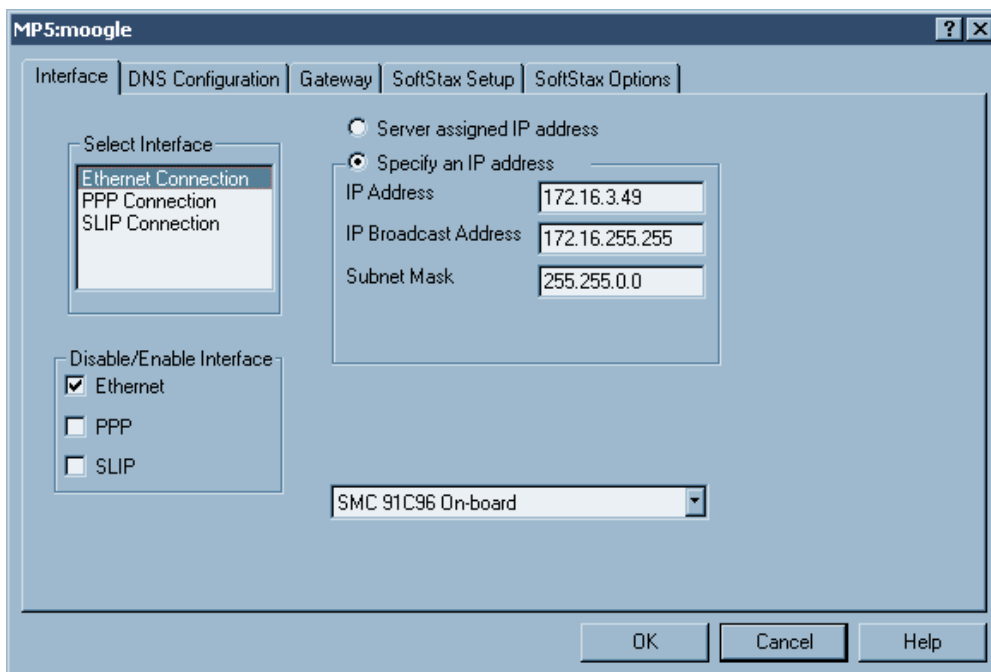 MP5:moogle
Interface
DNS Configuration
Gateway
SoftStax Setup
SoftStax Options
Select Interface
Ethernet Connection
PPP Connection
SLIP Connection
Disable/Enable Interface
Ethernet
PPP
SLIP
Server assigned IP address
Specify an IP address
IP Address 172.16.3.49
IP Broadcast Address 172.16.255.255
Subnet Mask 255.255.0.0
SMC 91C96 On-board
OK
Cancel
Help